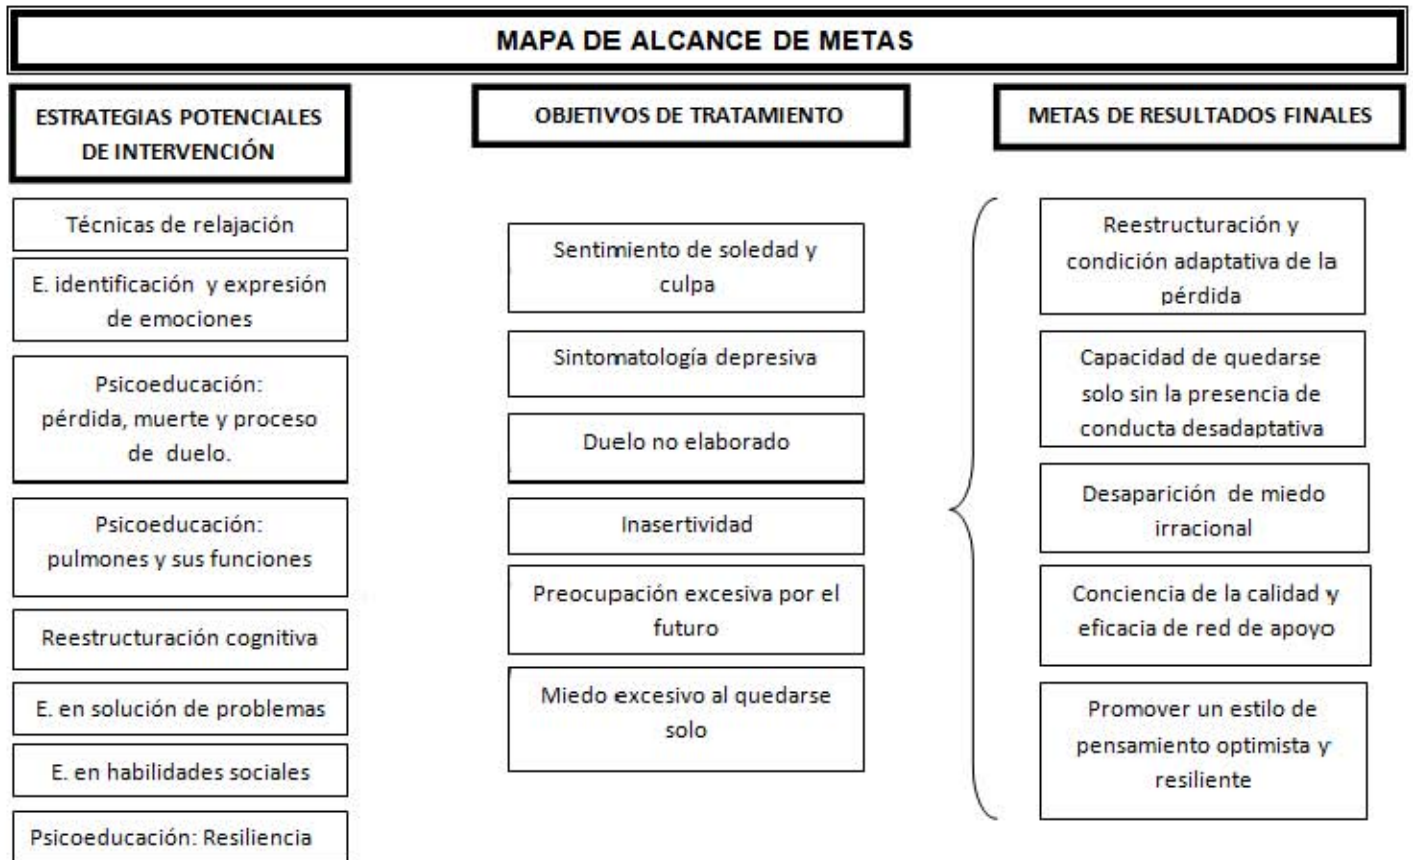 MAPA DE ALCANCE DE METAS
ESTRATEGIAS POTENCIALES
DE INTERVENCIÓN
Técnicas de relajación
E. identificación y expresión
de emociones
Psicoeducación:
pérdida, muerte y proceso
de duelo.
Psicoeducación:
pulmones y sus funciones
Reestructuración cognitiva
E. en solución de problemas
E. en habilidades sociales
Psicoeducación: Resiliencia
OBJETIVOS DE TRATAMIENTO
Sentimiento de soledad y
culpa
Sintomatología depresiva
Duelo no elaborado
Inasertividad
Preocupación excesiva por el
futuro
Miedo excesivo al quedarse
solo
METAS DE RESULTADOS FINALES
Reestructuración y
condición adaptativa de la
pérdida
Capacidad de quedarse
solo sin la presencia de
conducta desadaptativa
Desaparición de miedo
irracional
Conciencia de la calidad y
eficacia de red de apoyo
Promover un estilo de
pensamiento optimista y
resiliente